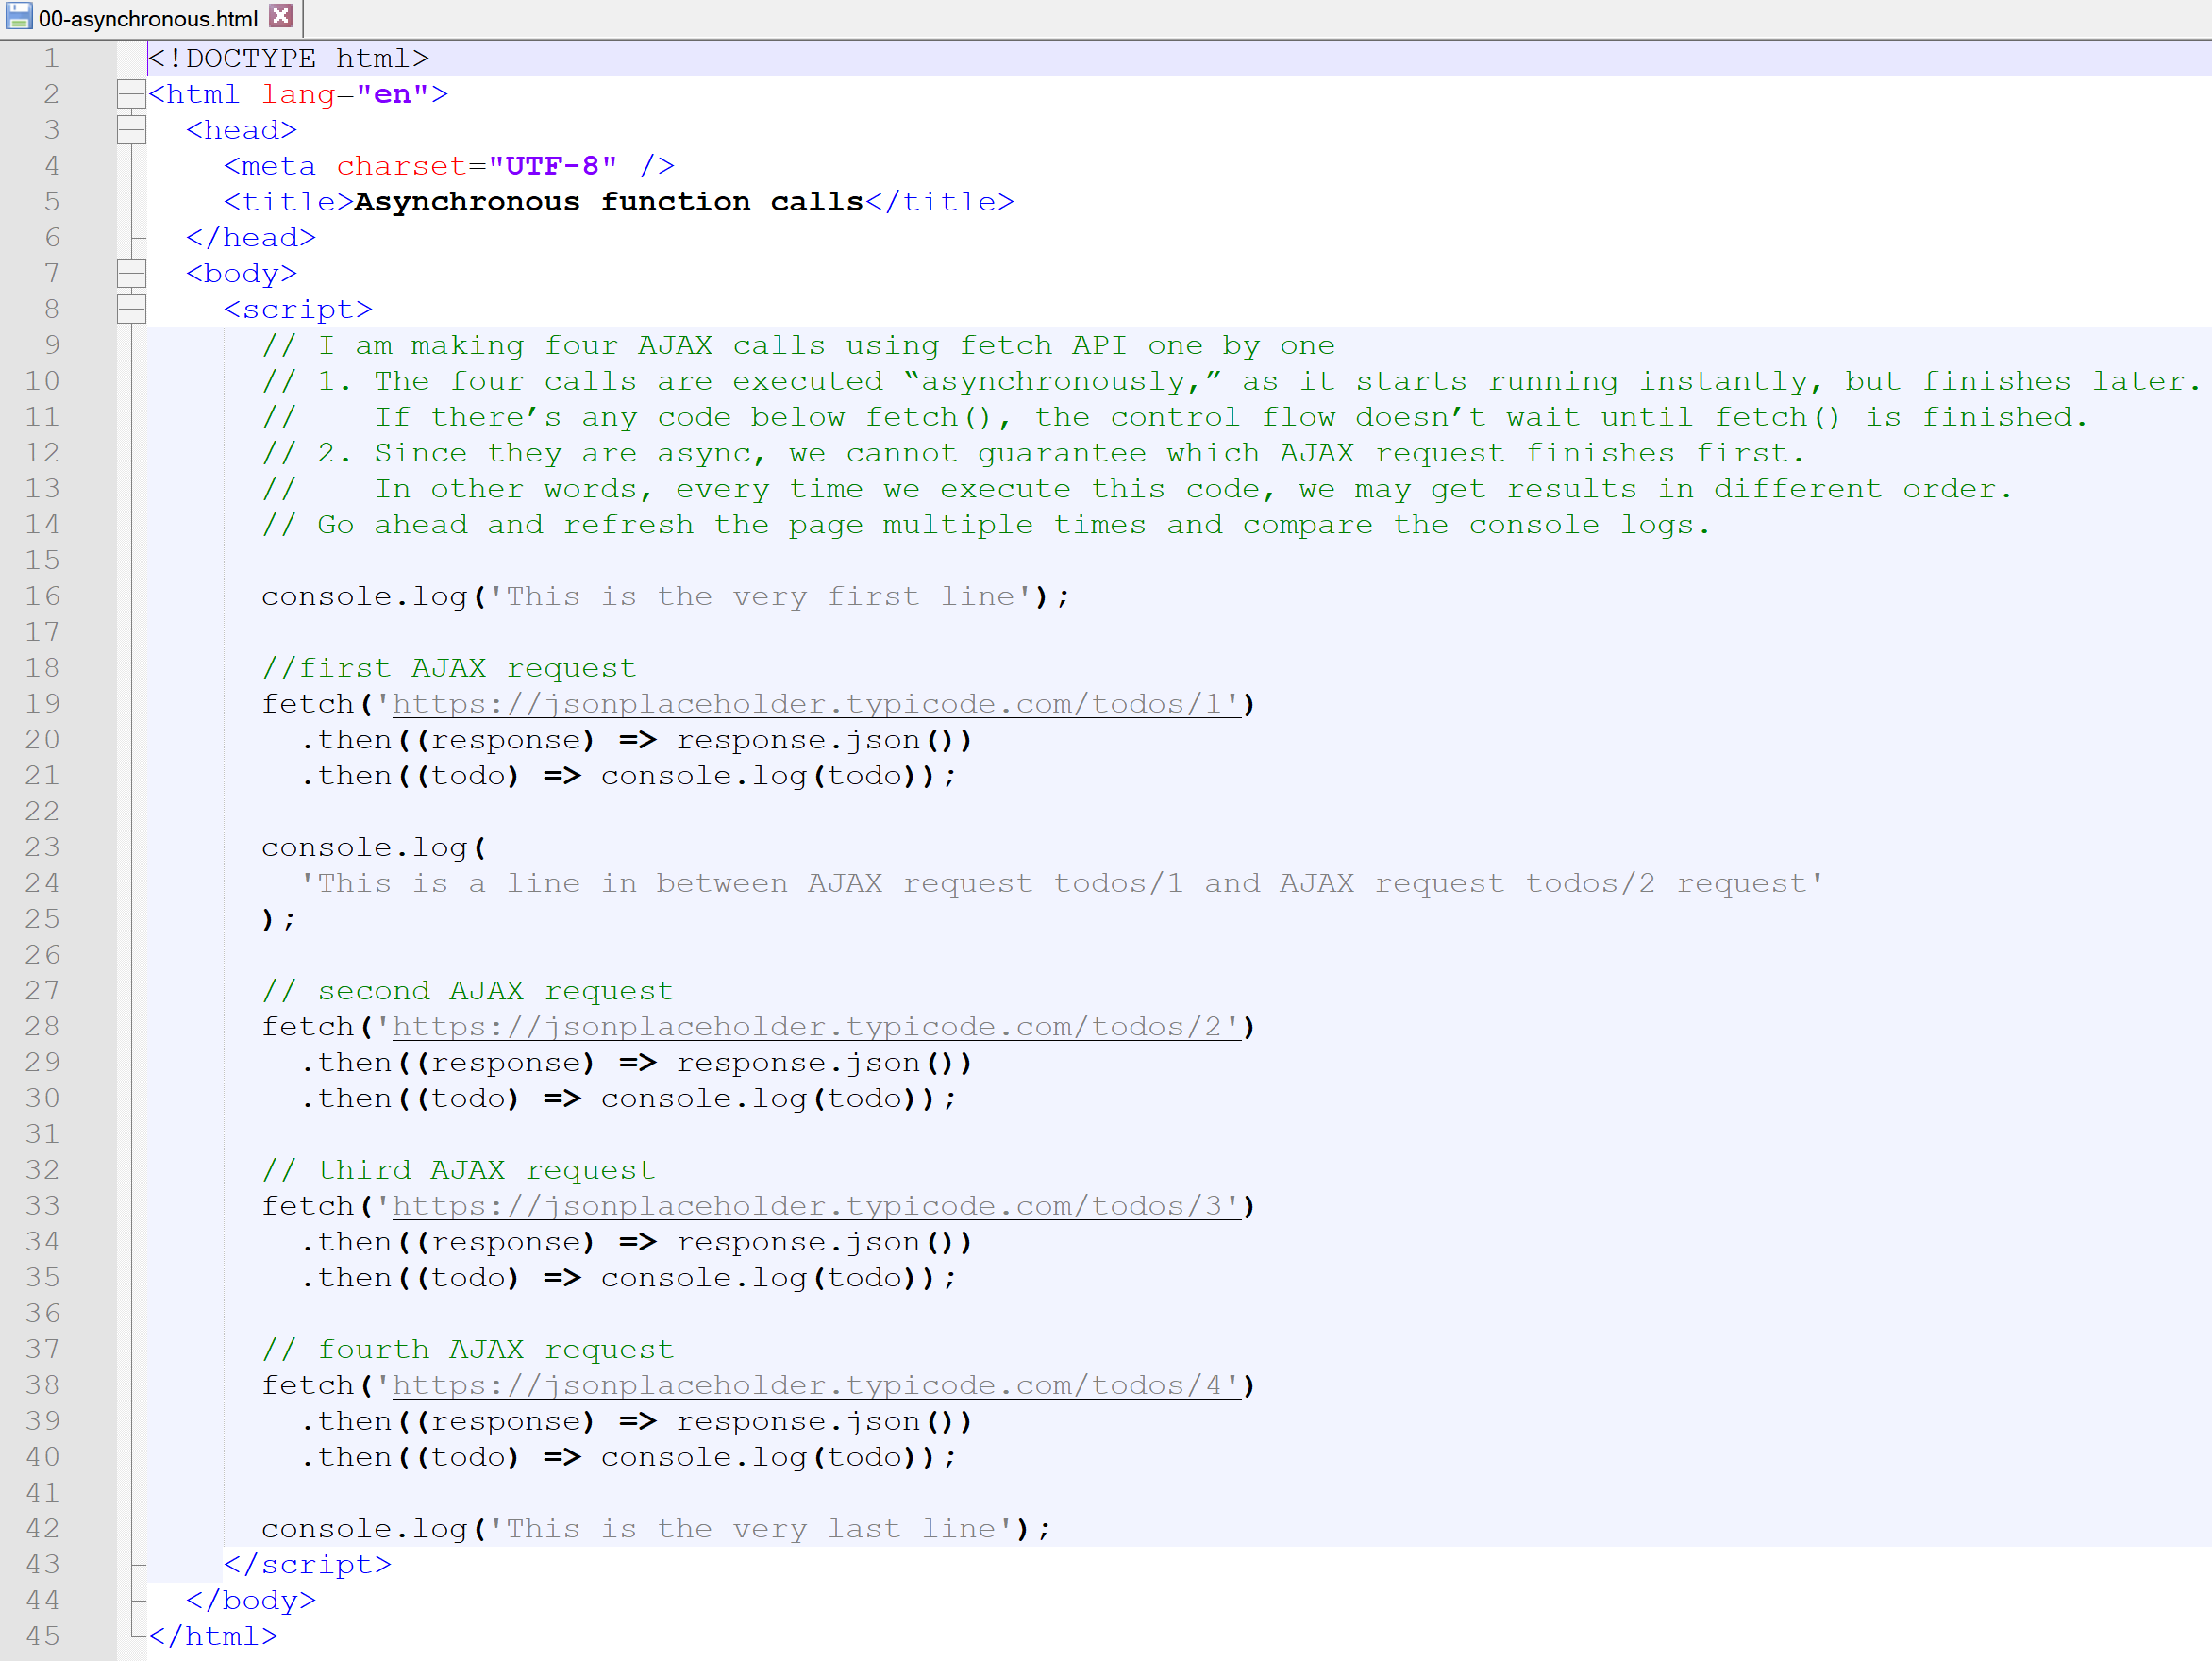 00-asynchronous.html
1 <!DOCTYPE html>
2 <html lang="en">
3   <head>
4     <meta charset="UTF-8" />
5     <title>Asynchronous function calls</title>
6   </head>
7   <body>
8     <script>
9       // I am making four AJAX calls using fetch API one by one
10       // 1. The four calls are executed “asynchronously,” as it starts running instantly, but finishes later.
11       //    If there’s any code below fetch(), the control flow doesn’t wait until fetch() is finished.
12       // 2. Since they are async, we cannot guarantee which AJAX request finishes first.
13       //    In other words, every time we execute this code, we may get results in different order.
14       // Go ahead and refresh the page multiple times and compare the console logs.
15
16       console.log('This is the very first line');
17
18       //first AJAX request
19       fetch('https://jsonplaceholder.typicode.com/todos/1')
20         .then((response) => response.json())
21         .then((todo) => console.log(todo));
22
23       console.log(
24         'This is a line in between AJAX request todos/1 and AJAX request todos/2 request'
25       );
26
27       // second AJAX request
28       fetch('https://jsonplaceholder.typicode.com/todos/2')
29         .then((response) => response.json())
30         .then((todo) => console.log(todo));
31
32       // third AJAX request
33       fetch('https://jsonplaceholder.typicode.com/todos/3')
34         .then((response) => response.json())
35         .then((todo) => console.log(todo));
36
37       // fourth AJAX request
38       fetch('https://jsonplaceholder.typicode.com/todos/4')
39         .then((response) => response.json())
40         .then((todo) => console.log(todo));
41
42       console.log('This is the very last line');
43     </script>
44   </body>
45 </html>